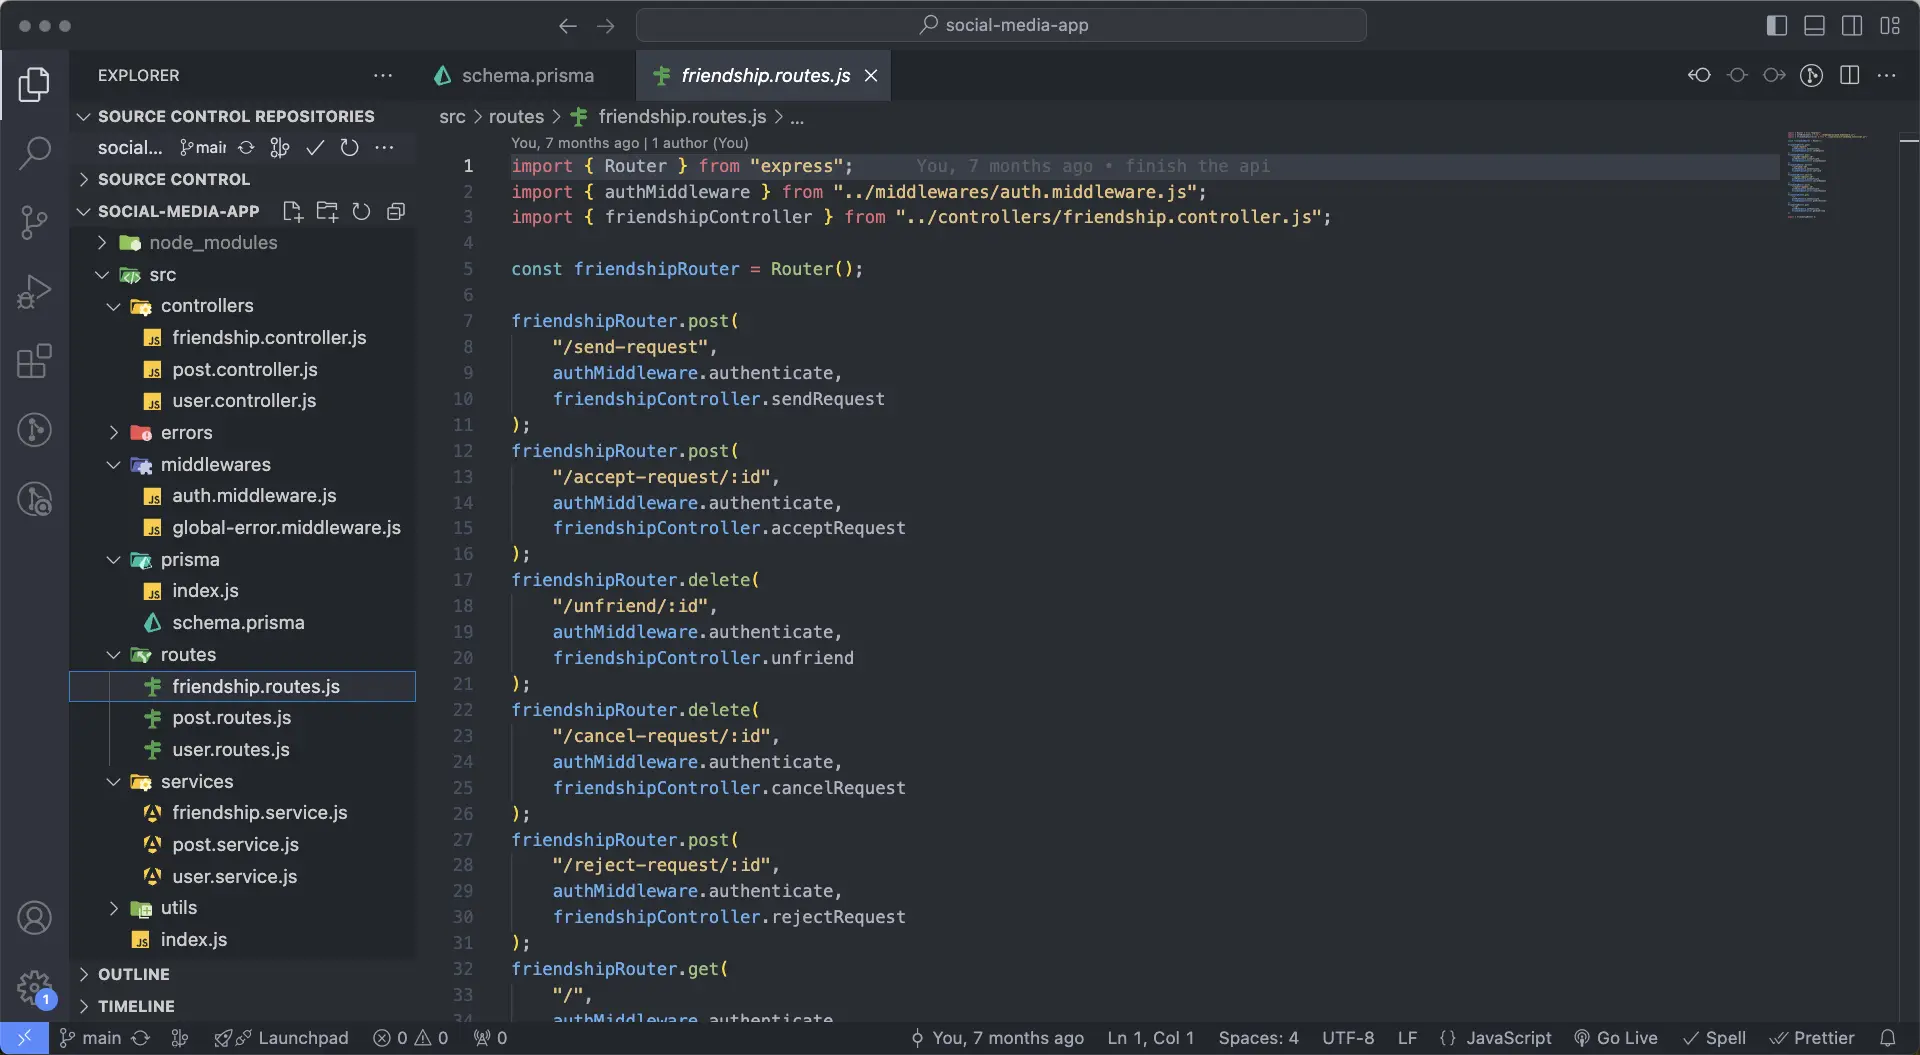 social-media-app
EXPLORER
schema.prisma
friendship.routes.js
SOURCE CONTROL REPOSITORIES
social...
main
SOURCE CONTROL
SOCIAL-MEDIA-APP
node_modules
src
controllers
friendship.controller.js
post.controller.js
user.controller.js
errors
middlewares
auth.middleware.js
global-error.middleware.js
prisma
index.js
schema.prisma
routes
friendship.routes.js
post.routes.js
user.routes.js
services
friendship.service.js
post.service.js
user.service.js
utils
index.js
OUTLINE
TIMELINE
src > routes > friendship.routes.js > ...
You, 7 months ago | 1 author (You)
1 import { Router } from "express"; You, 7 months ago • finish the api
2 import { authMiddleware } from "../middlewares/auth.middleware.js";
3 import { friendshipController } from "../controllers/friendship.controller.js";
4
5 const friendshipRouter = Router();
6
7 friendshipRouter.post(
8 "/send-request",
9 authMiddleware.authenticate,
10 friendshipController.sendRequest
11 );
12 friendshipRouter.post(
13 "/accept-request/:id",
14 authMiddleware.authenticate,
15 friendshipController.acceptRequest
16 );
17 friendshipRouter.delete(
18 "/unfriend/:id",
19 authMiddleware.authenticate,
20 friendshipController.unfriend
21 );
22 friendshipRouter.delete(
23 "/cancel-request/:id",
24 authMiddleware.authenticate,
25 friendshipController.cancelRequest
26 );
27 friendshipRouter.post(
28 "/reject-request/:id",
29 authMiddleware.authenticate,
30 friendshipController.rejectRequest
31 );
32 friendshipRouter.get(
33 "/",
34 authMiddleware.authenticate
1
main
Launchpad
0 0
0
You, 7 months ago
Ln 1, Col 1
Spaces: 4
UTF-8
LF
{} JavaScript
Go Live
Spell
Prettier